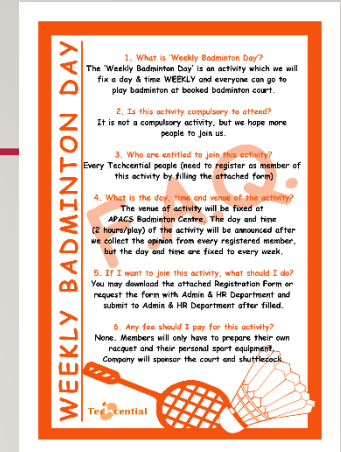 WEEKLY BADMINTON DAY
F.A.Q.
1. What is 'Weekly Badminton Day'?
The 'Weekly Badminton Day' is an activity which we will
fix a day & time WEEKLY and everyone can go to
play badminton at booked badminton court.
2. Is this activity compulsory to attend?
It is not a compulsory activity, but we hope more
people to join us.
3. Who are entitled to join this activity?
Every Techcential people (need to register as member of
this activity by filling the attached form)
4. What is the day, time and venue of the activity?
The venue of activity will be fixed at
APACS Badminton Centre. The day and time
(2 hours/play) of the activity will be announced after
we collect the opinion from every registered member,
but the day and time are fixed to every week.
5. If I want to join this activity, what should I do?
You may download the attached Registration Form or
request the form with Admin & HR Department and
submit to Admin & HR Department after filled.
6. Any fee should I pay for this activity?
None. Members will only have to prepare their own
racquet and their personal sport equipment.
Company will sponsor the court and shuttlecock.
Techcential